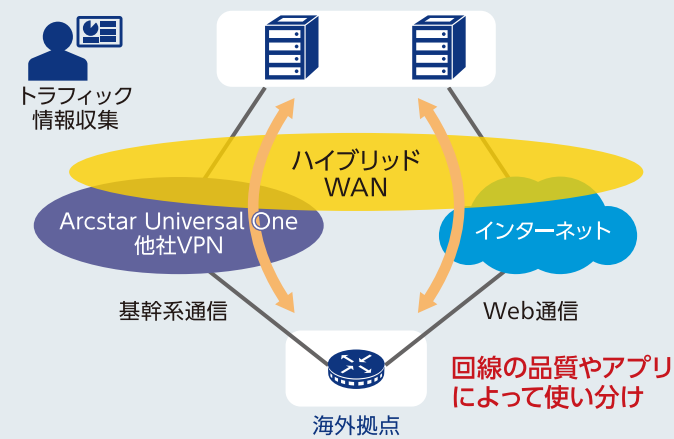 トラフィック
情報収集
ハイブリッド
WAN
Arcstar Universal One
他社VPN
インターネット
基幹系通信
Web通信
回線の品質やアプリ
によって使い分け
海外拠点